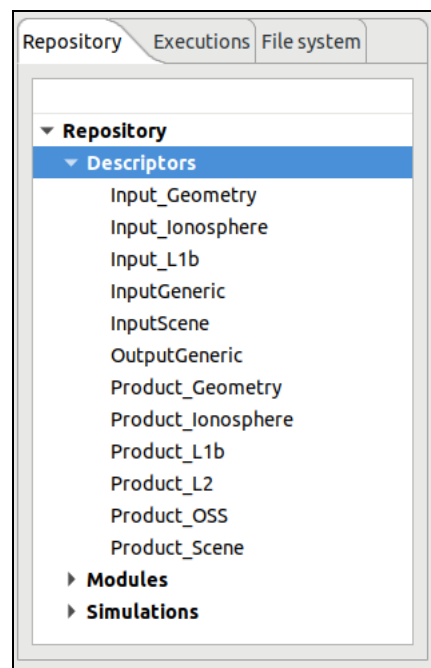 Repository Executions File system
Repository
Descriptors
Input_Geometry
Input_Ionosphere
Input_L1b
InputGeneric
InputScene
OutputGeneric
Product_Geometry
Product_Ionosphere
Product_L1b
Product_L2
Product_OSS
Product_Scene
Modules
Simulations